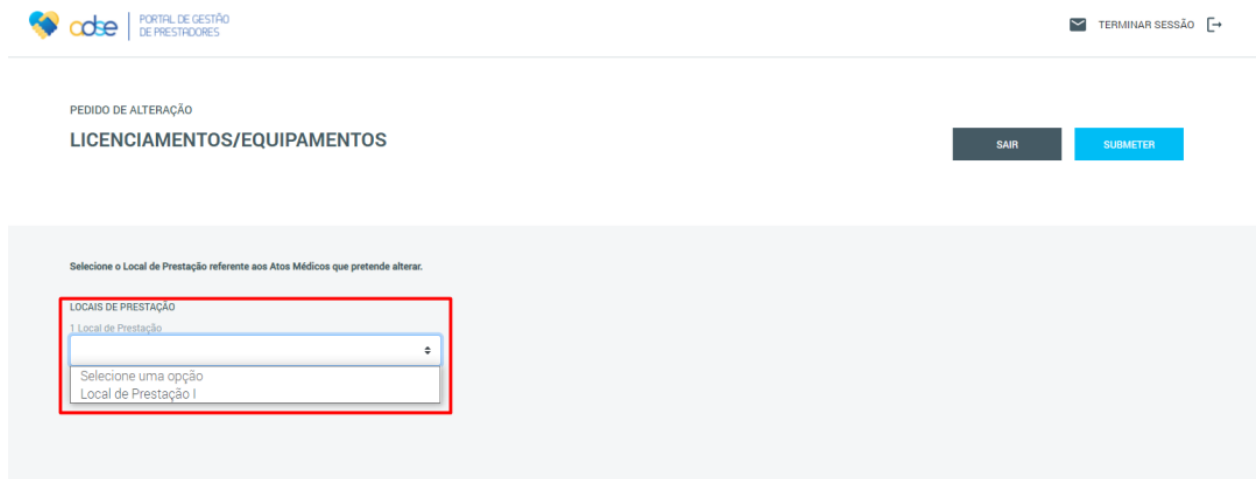 adse
PORTAL DE GESTÃO
DE PRESTADORES
TERMINAR SESSÃO
PEDIDO DE ALTERAÇÃO
LICENCIAMENTOS/EQUIPAMENTOS
SAIR
SUBMETER
Selecione o Local de Prestação referente aos Atos Médicos que pretende alterar.
LOCAIS DE PRESTAÇÃO
1 Local de Prestação
Selecione uma opção
Local de Prestação I